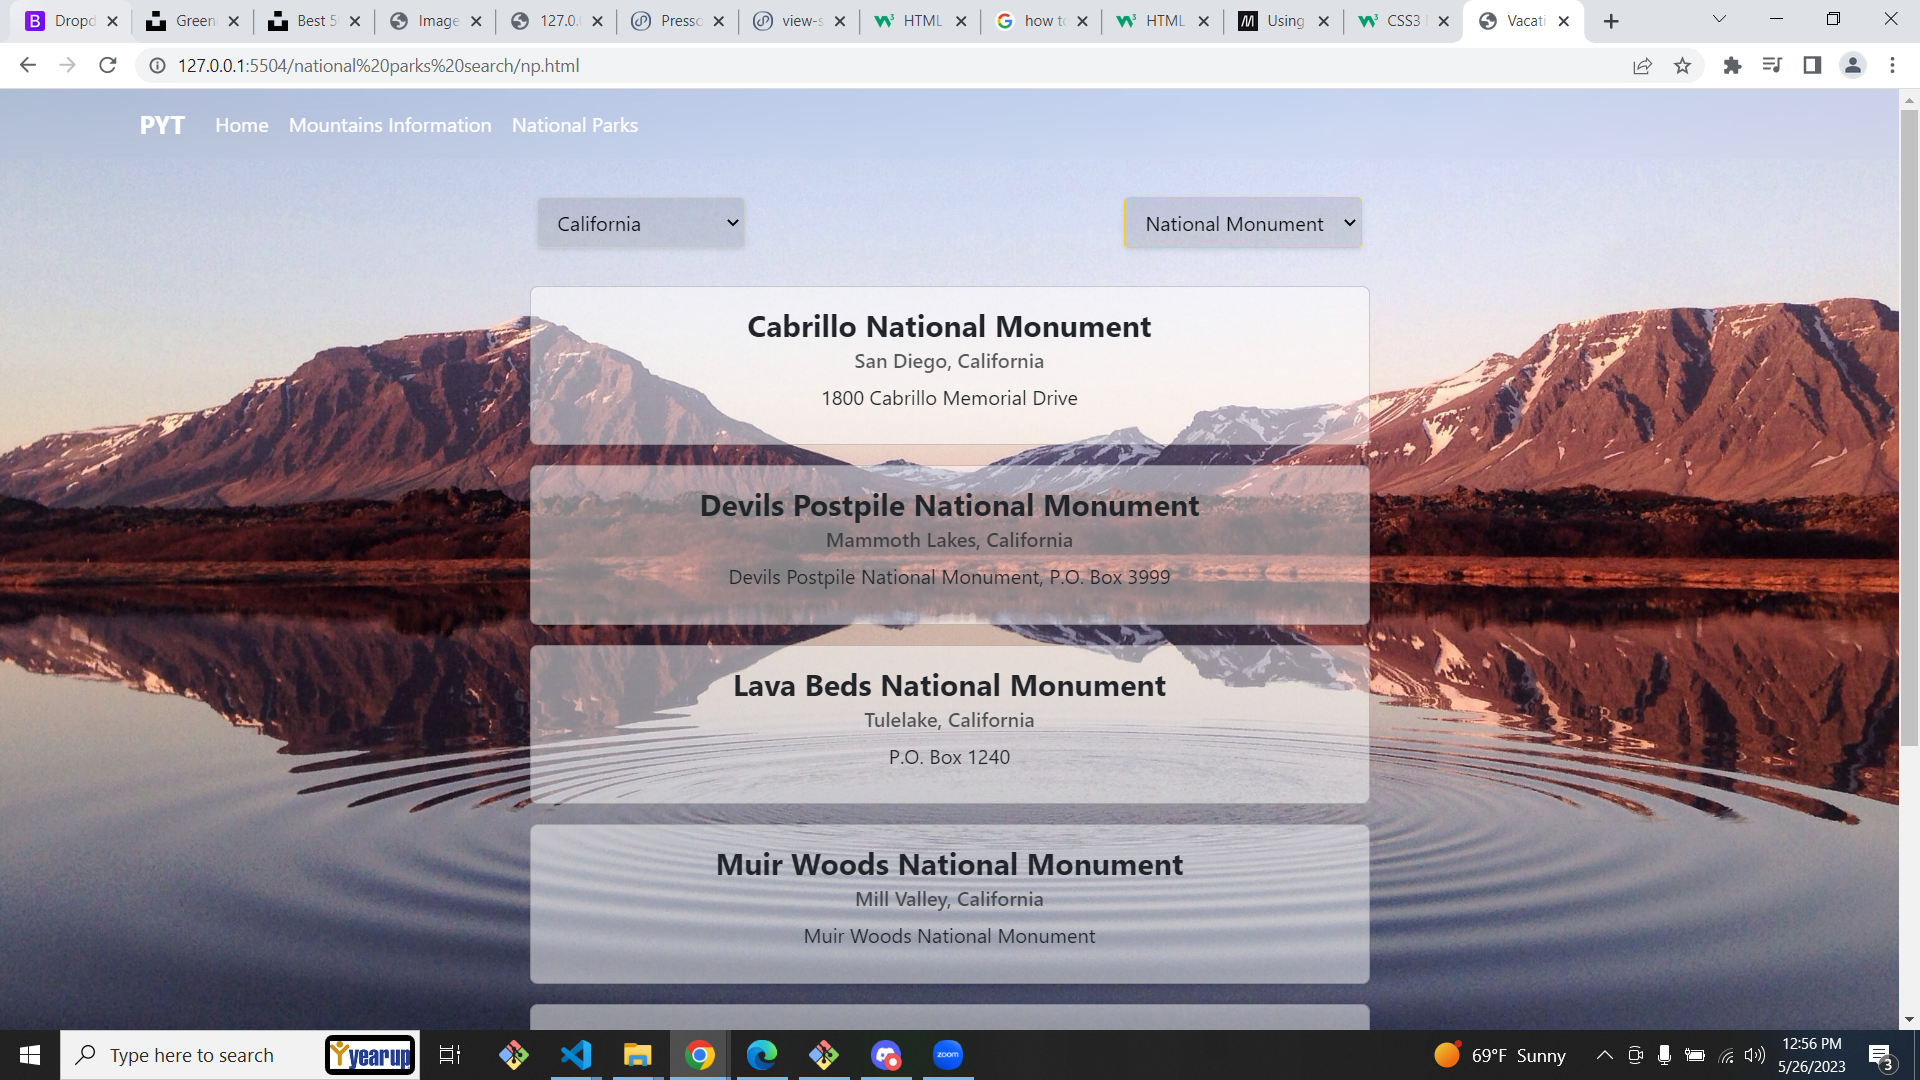 Dropd
Green
Best 5
Image
127.0.
Presso
view-s
HTML
how to
HTML
Using
CSS3
Vacati
127.0.0.1:5504/national%20parks%20search/np.html
PYT Home Mountains Information National Parks
California National Monument
Cabrillo National Monument
San Diego, California
1800 Cabrillo Memorial Drive
Devils Postpile National Monument
Mammoth Lakes, California
Devils Postpile National Monument, P.O. Box 3999
Lava Beds National Monument
Tulelake, California
P.O. Box 1240
Muir Woods National Monument
Mill Valley, California
Muir Woods National Monument
Type here to search
yearup
zoom
69°F Sunny
12:56 PM
5/26/2023
3